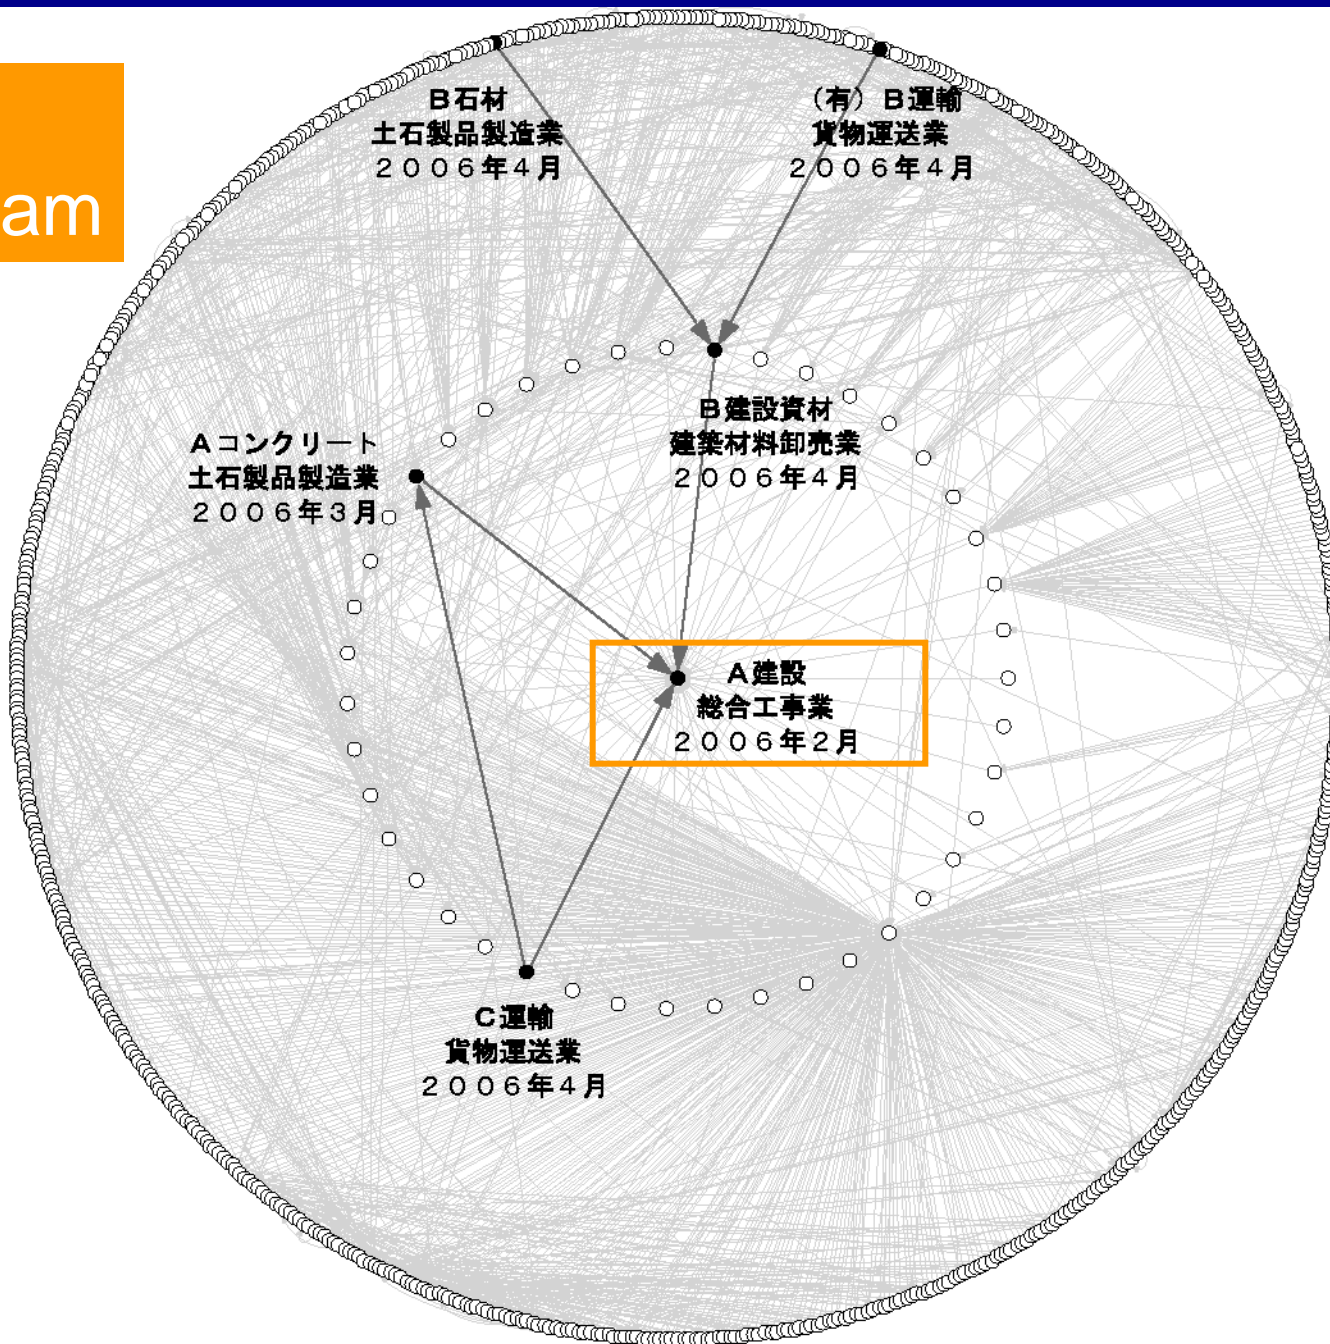 am
B石材
土石製品製造業
２００６年４月
（有）B運輸
貨物運送業
２００６年４月
B建設資材
建築材料卸売業
２００６年４月
Aコンクリート
土石製品製造業
２００６年３月
A建設
総合工事業
２００６年２月
C運輸
貨物運送業
２００６年４月